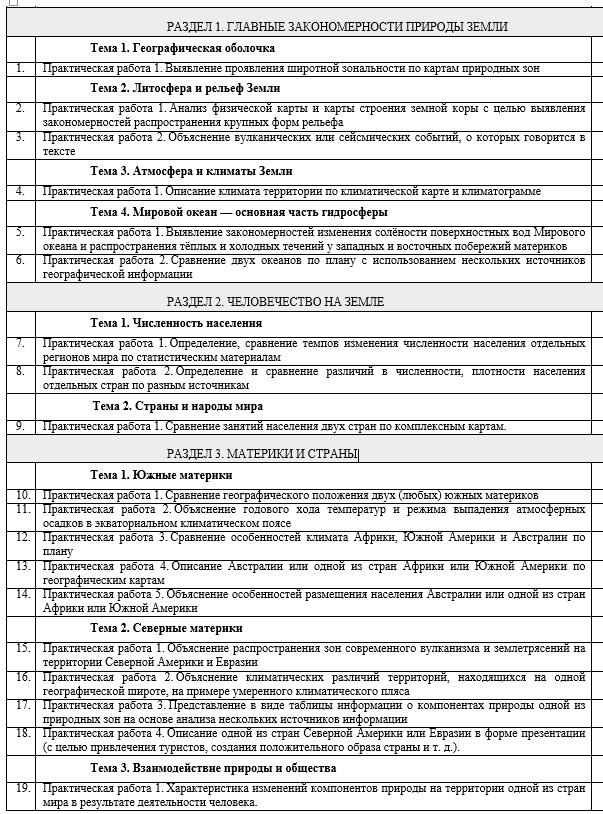 РАЗДЕЛ 1. ГЛАВНЫЕ ЗАКОНОМЕРНОСТИ ПРИРОДЫ ЗЕМЛИ
Тема 1. Географическая оболочка
1. Практическая работа 1. Выявление проявления широтной зональности по картам природных зон
Тема 2. Литосфера и рельеф Земли
2. Практическая работа 1. Анализ физической карты и карты строения земной коры с целью выявления
закономерностей распространения крупных форм рельефа
3. Практическая работа 2. Объяснение вулканических или сейсмических событий, о которых говорится в
тексте
Тема 3. Атмосфера и климаты Земли
4. Практическая работа 1. Описание климата территории по климатической карте и климатограмме
Тема 4. Мировой океан — основная часть гидросферы
5. Практическая работа 1. Выявление закономерностей изменения солёности поверхностных вод Мирового
океана и распространения тёплых и холодных течений у западных и восточных побережий материков
6. Практическая работа 2. Сравнение двух океанов по плану с использованием нескольких источников
географической информации
РАЗДЕЛ 2. ЧЕЛОВЕЧЕСТВО НА ЗЕМЛЕ
Тема 1. Численность населения
7. Практическая работа 1. Определение, сравнение темпов изменения численности населения отдельных
регионов мира по статистическим материалам
8. Практическая работа 2. Определение и сравнение различий в численности, плотности населения
отдельных стран по разным источникам
Тема 2. Страны и народы мира
9. Практическая работа 1. Сравнение занятий населения двух стран по комплексным картам.
РАЗДЕЛ 3. МАТЕРИКИ И СТРАНЫ
Тема 1. Южные материки
10. Практическая работа 1. Сравнение географического положения двух (любых) южных материков
11. Практическая работа 2. Объяснение годового хода температур и режима выпадения атмосферных
осадков в экваториальном климатическом поясе
12. Практическая работа 3. Сравнение особенностей климата Африки, Южной Америки и Австралии по
плану
13. Практическая работа 4. Описание Австралии или одной из стран Африки или Южной Америки по
географическим картам
14. Практическая работа 5. Объяснение особенностей размещения населения Австралии или одной из стран
Африки или Южной Америки
Тема 2. Северные материки
15. Практическая работа 1. Объяснение распространения зон современного вулканизма и землетрясений на
территории Северной Америки и Евразии
16. Практическая работа 2. Объяснение климатических различий территорий, находящихся на одной
географической широте, на примере умеренного климатического пляса
17. Практическая работа 3. Представление в виде таблицы информации о компонентах природы одной из
природных зон на основе анализа нескольких источников информации
18. Практическая работа 4. Описание одной из стран Северной Америки или Евразии в форме презентации
(с целью привлечения туристов, создания положительного образа страны и т. д.).
Тема 3. Взаимодействие природы и общества
19. Практическая работа 1. Характеристика изменений компонентов природы на территории одной из стран
мира в результате деятельности человека.